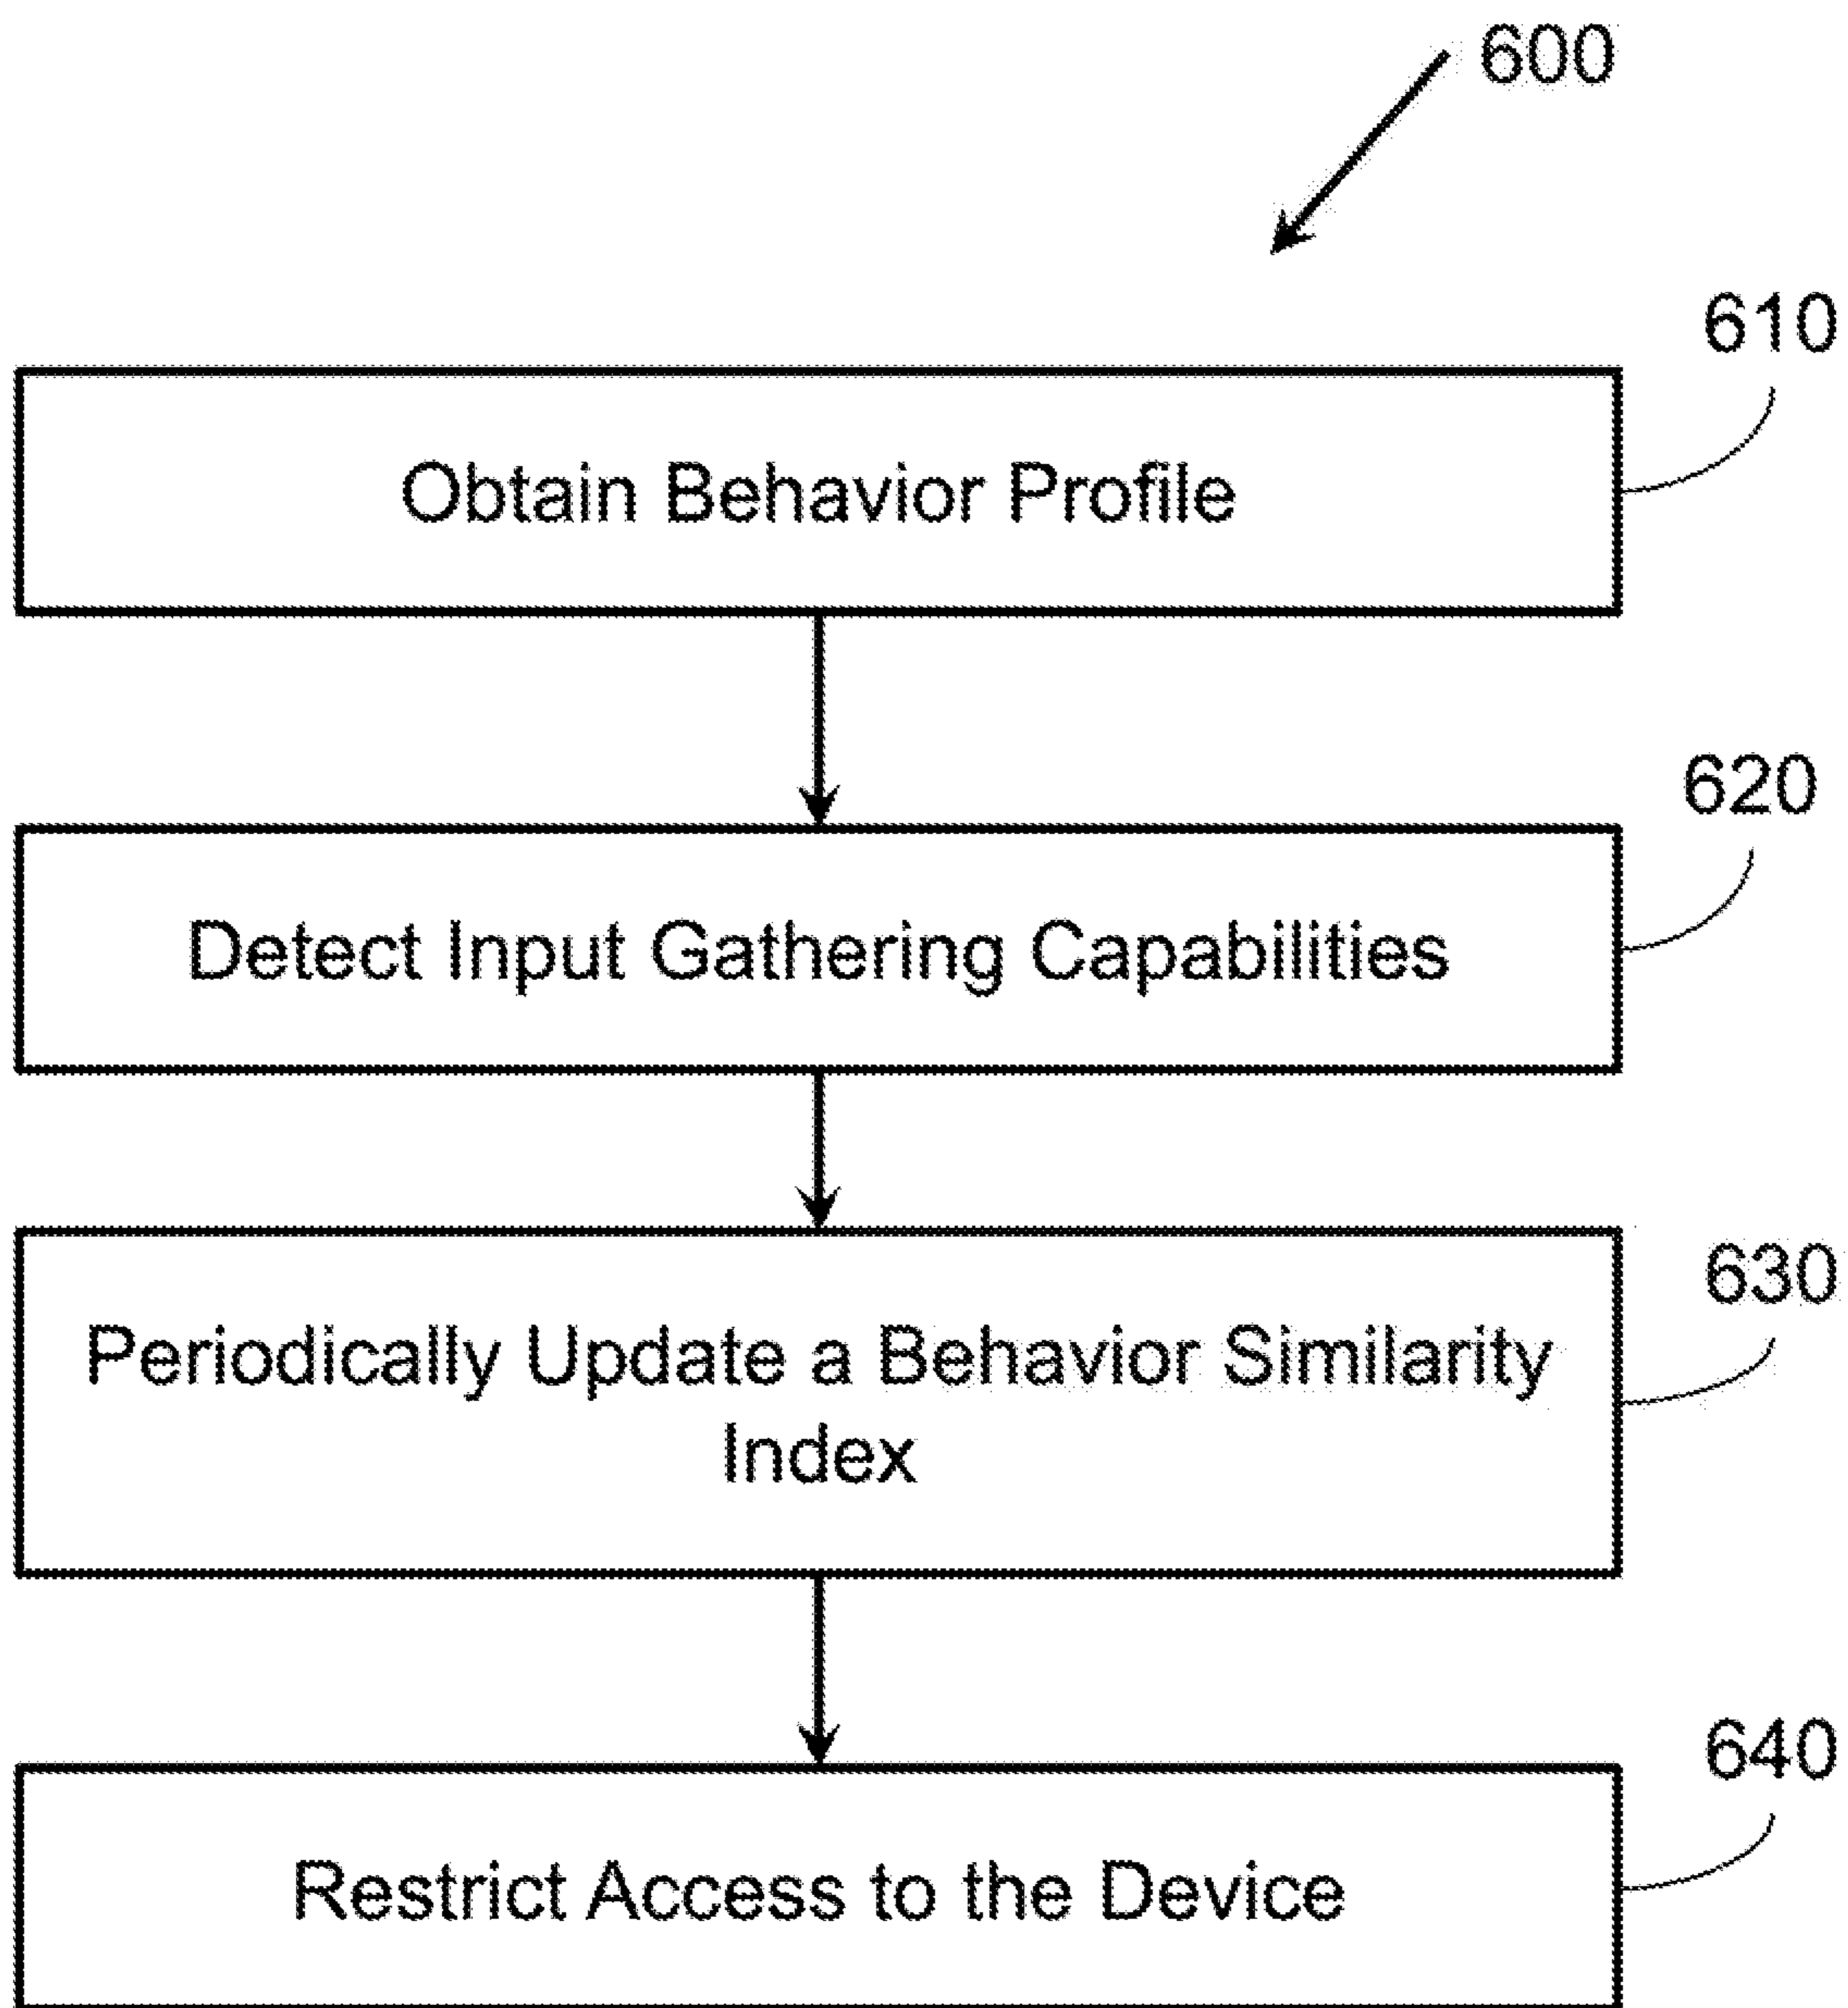 600
610
Obtain Behavior Profile
620
Detect Input Gathering Capabilities
630
Periodically Update a Behavior Similarity
Index
640
Restrict Access to the Device